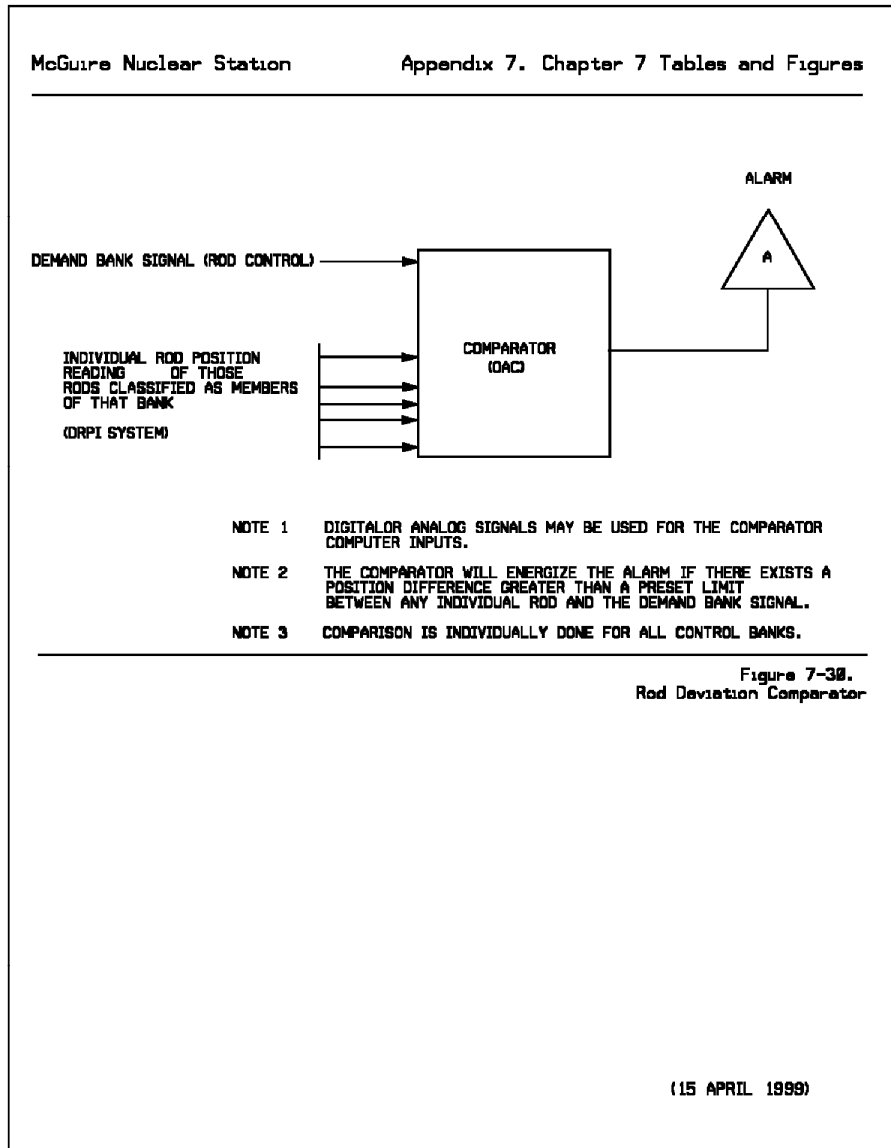 McGuire Nuclear Station Appendix 7. Chapter 7 Tables and Figures
ALARM
A
DEMAND BANK SIGNAL (ROD CONTROL)
COMPARATOR
(OAC)
INDIVIDUAL ROD POSITION
READING OF THOSE
RODS CLASSIFIED AS MEMBERS
OF THAT BANK
(DRPI SYSTEM)
NOTE 1 DIGITALOR ANALOG SIGNALS MAY BE USED FOR THE COMPARATOR
COMPUTER INPUTS.
NOTE 2 THE COMPARATOR WILL ENERGIZE THE ALARM IF THERE EXISTS A
POSITION DIFFERENCE GREATER THAN A PRESET LIMIT
BETWEEN ANY INDIVIDUAL ROD AND THE DEMAND BANK SIGNAL.
NOTE 3 COMPARISON IS INDIVIDUALLY DONE FOR ALL CONTROL BANKS.
Figure 7-30.
Rod Deviation Comparator
(15 APRIL 1999)